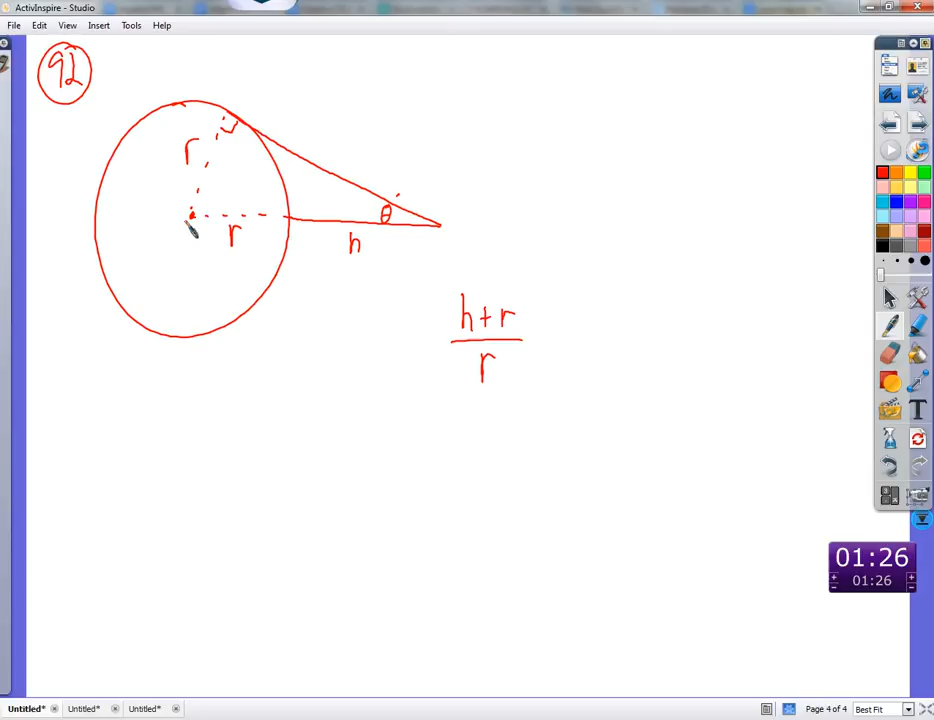 ActivInspire - Studio
File Edit View Insert Tools Help
92
r
θ
r
h
h+r
r
01:26
01:26
Untitled* Untitled* Untitled*
Page 4 of 4 Best Fit